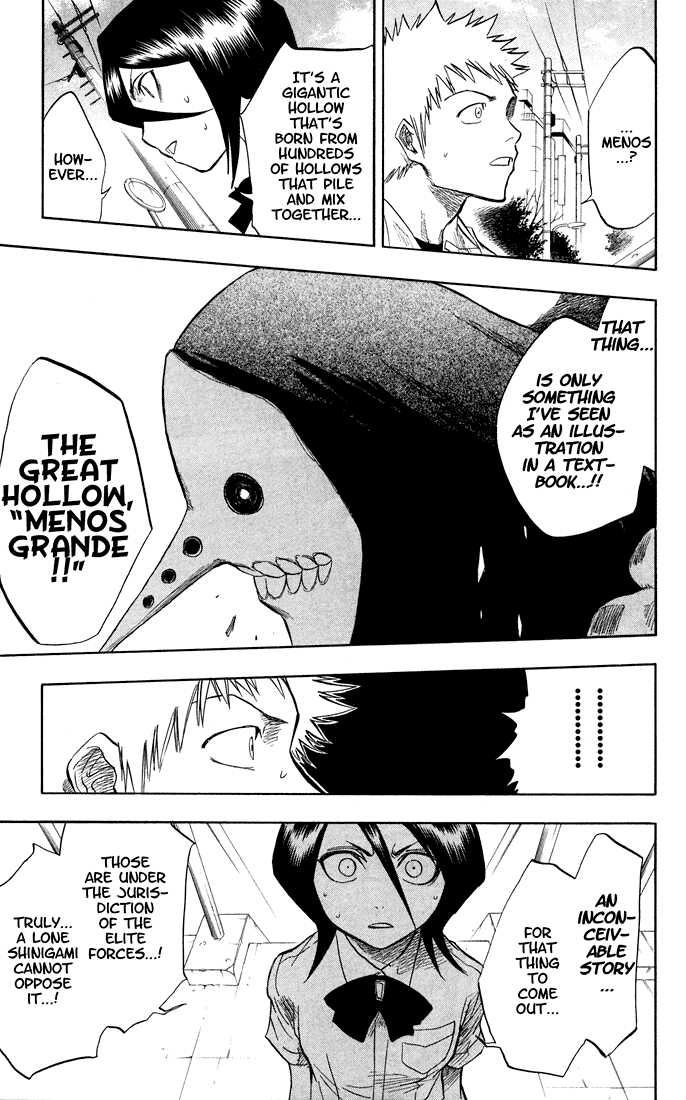 ...
MENOS
...?
IT'S A
GIGANTIC
HOLLOW
THAT'S
BORN FROM
HUNDREDS
OF HOLLOWS
THAT PILE
AND MIX
TOGETHER...
HOW-
EVER...
THAT
THING...
IS ONLY
SOMETHING
I'VE SEEN
AS AN ILLUS-
TRATION
IN A TEXT-
BOOK...!!
THE
GREAT
HOLLOW,
"MENOS
GRANDE
!!"
AN
INCON-
CEIV-
ABLE
STORY
...
FOR
THAT
THING TO
COME
OUT...
THOSE
ARE UNDER
THE JURIS-
DICTION
OF THE
ELITE
FORCES...!
TRULY...
A LONE
SHINIGAMI
CANNOT
OPPOSE
IT...!